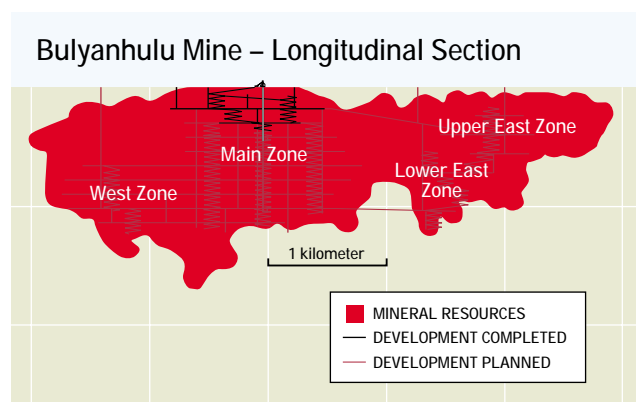 Bulyanhulu Mine – Longitudinal Section
Upper East Zone
Main Zone
Lower East
Zone
West Zone
1 kilometer
MINERAL RESOURCES
DEVELOPMENT COMPLETED
DEVELOPMENT PLANNED